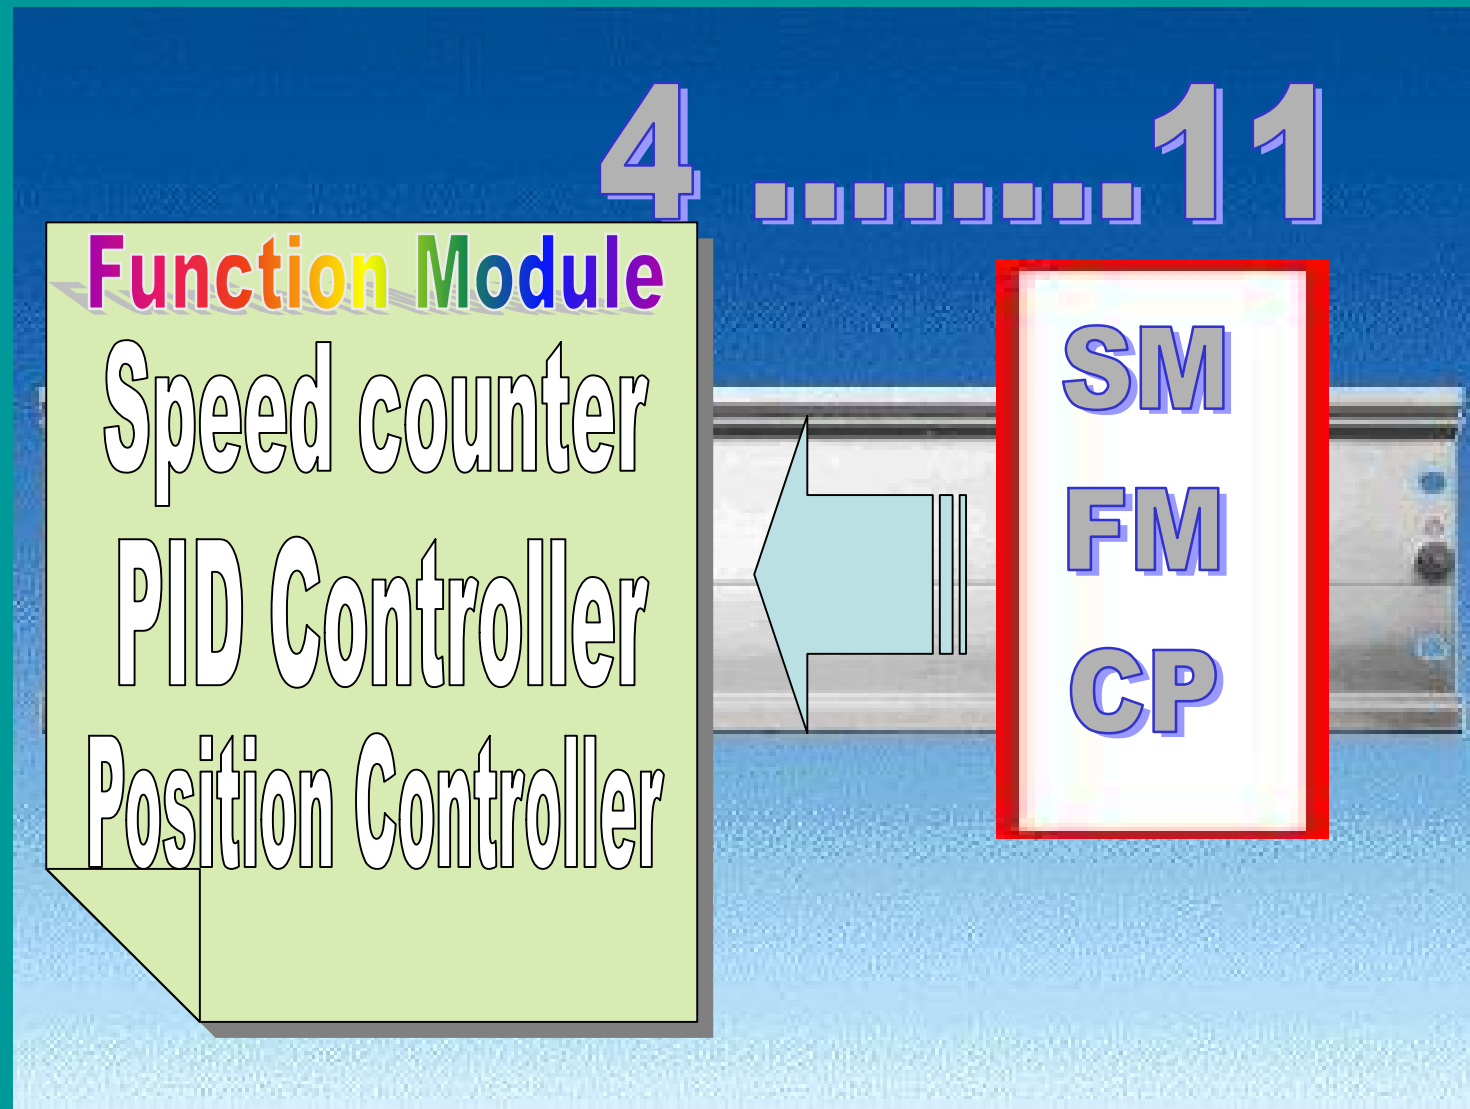 4 ........11
Function Module
Speed counter
PID Controller
Position Controller
SM
FM
CP